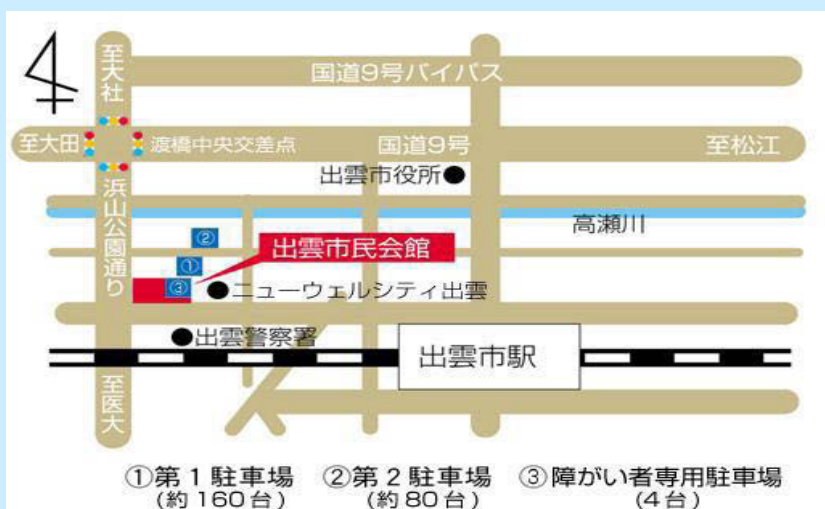 至大社
国道9号バイパス
至大田
渡橋中央交差点
国道9号
至松江
出雲市役所
浜山公園通り
高瀬川
②
出雲市民会館
①
③
ニューウェルシティ出雲
出雲警察署
出雲市駅
至医大
①第1駐車場 ②第2駐車場 ③障がい者専用駐車場
(約160台) (約80台) (4台)